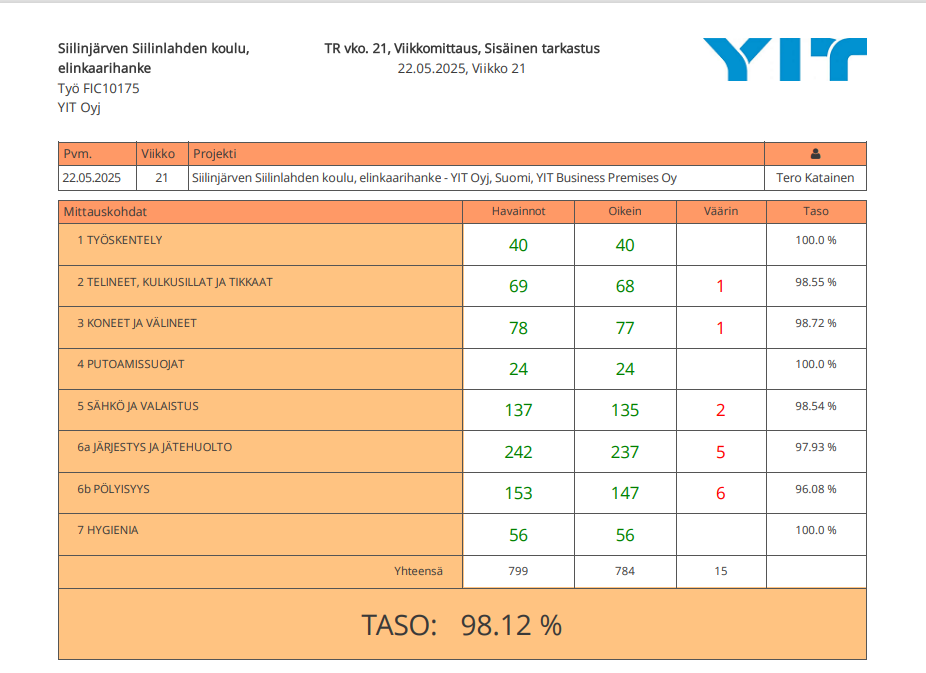 Siilinjärven Siilinlahden koulu,
elinkaarihanke
Työ FIC10175
YIT Oyj
TR vko. 21, Viikkomittaus, Sisäinen tarkastus
22.05.2025, Viikko 21
YIT
Pvm. Viikko Projekti
22.05.2025 21 Siilinjärven Siilinlahden koulu, elinkaarihanke - YIT Oyj, Suomi, YIT Business Premises Oy Tero Katainen
Mittauskohdat Havainnot Oikein Väärin Taso
1 TYÖSKENTELY 40 40 100.0 %
2 TELINEET, KULKUSILLAT JA TIKKAAT 69 68 1 98.55 %
3 KONEET JA VÄLINEET 78 77 1 98.72 %
4 PUTOAMISSUOJAT 24 24 100.0 %
5 SÄHKÖ JA VALAISTUS 137 135 2 98.54 %
6a JÄRJESTYS JA JÄTEHUOLTO 242 237 5 97.93 %
6b PÖLYISYYS 153 147 6 96.08 %
7 HYGIENIA 56 56 100.0 %
Yhteensä 799 784 15
TASO: 98.12 %